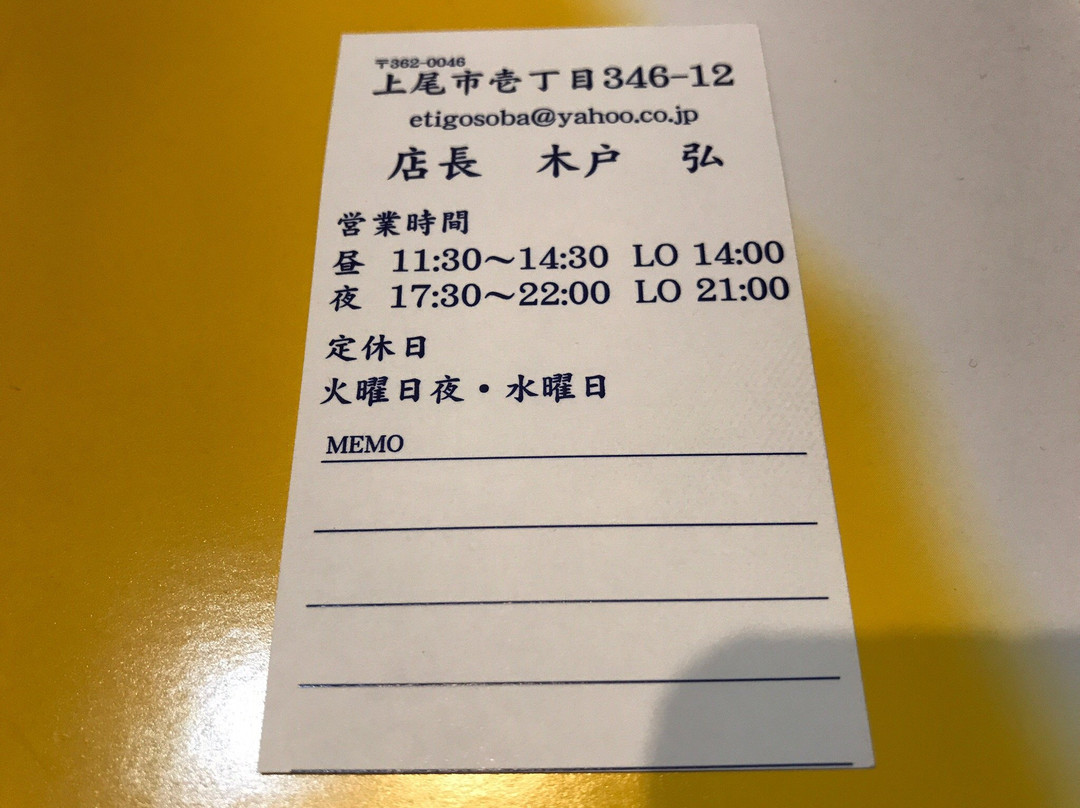 〒362-0046
上尾市壱丁目346-12
etigosoba@yahoo.co.jp
店長 木戸 弘
営業時間
昼 11:30～14:30 LO 14:00
夜 17:30～22:00 LO 21:00
定休日
火曜日夜・水曜日
MEMO